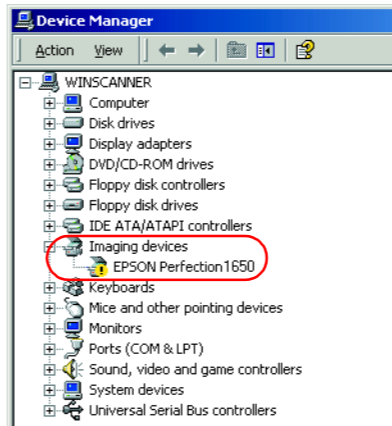 Device Manager
Action View
WINSCANNER
Computer
Disk drives
Display adapters
DVD/CD-ROM drives
Floppy disk controllers
Floppy disk drives
IDE ATA/ATAPI controllers
Imaging devices
EPSON Perfection1650
Keyboards
Mice and other pointing devices
Monitors
Ports (COM & LPT)
Sound, video and game controllers
System devices
Universal Serial Bus controllers